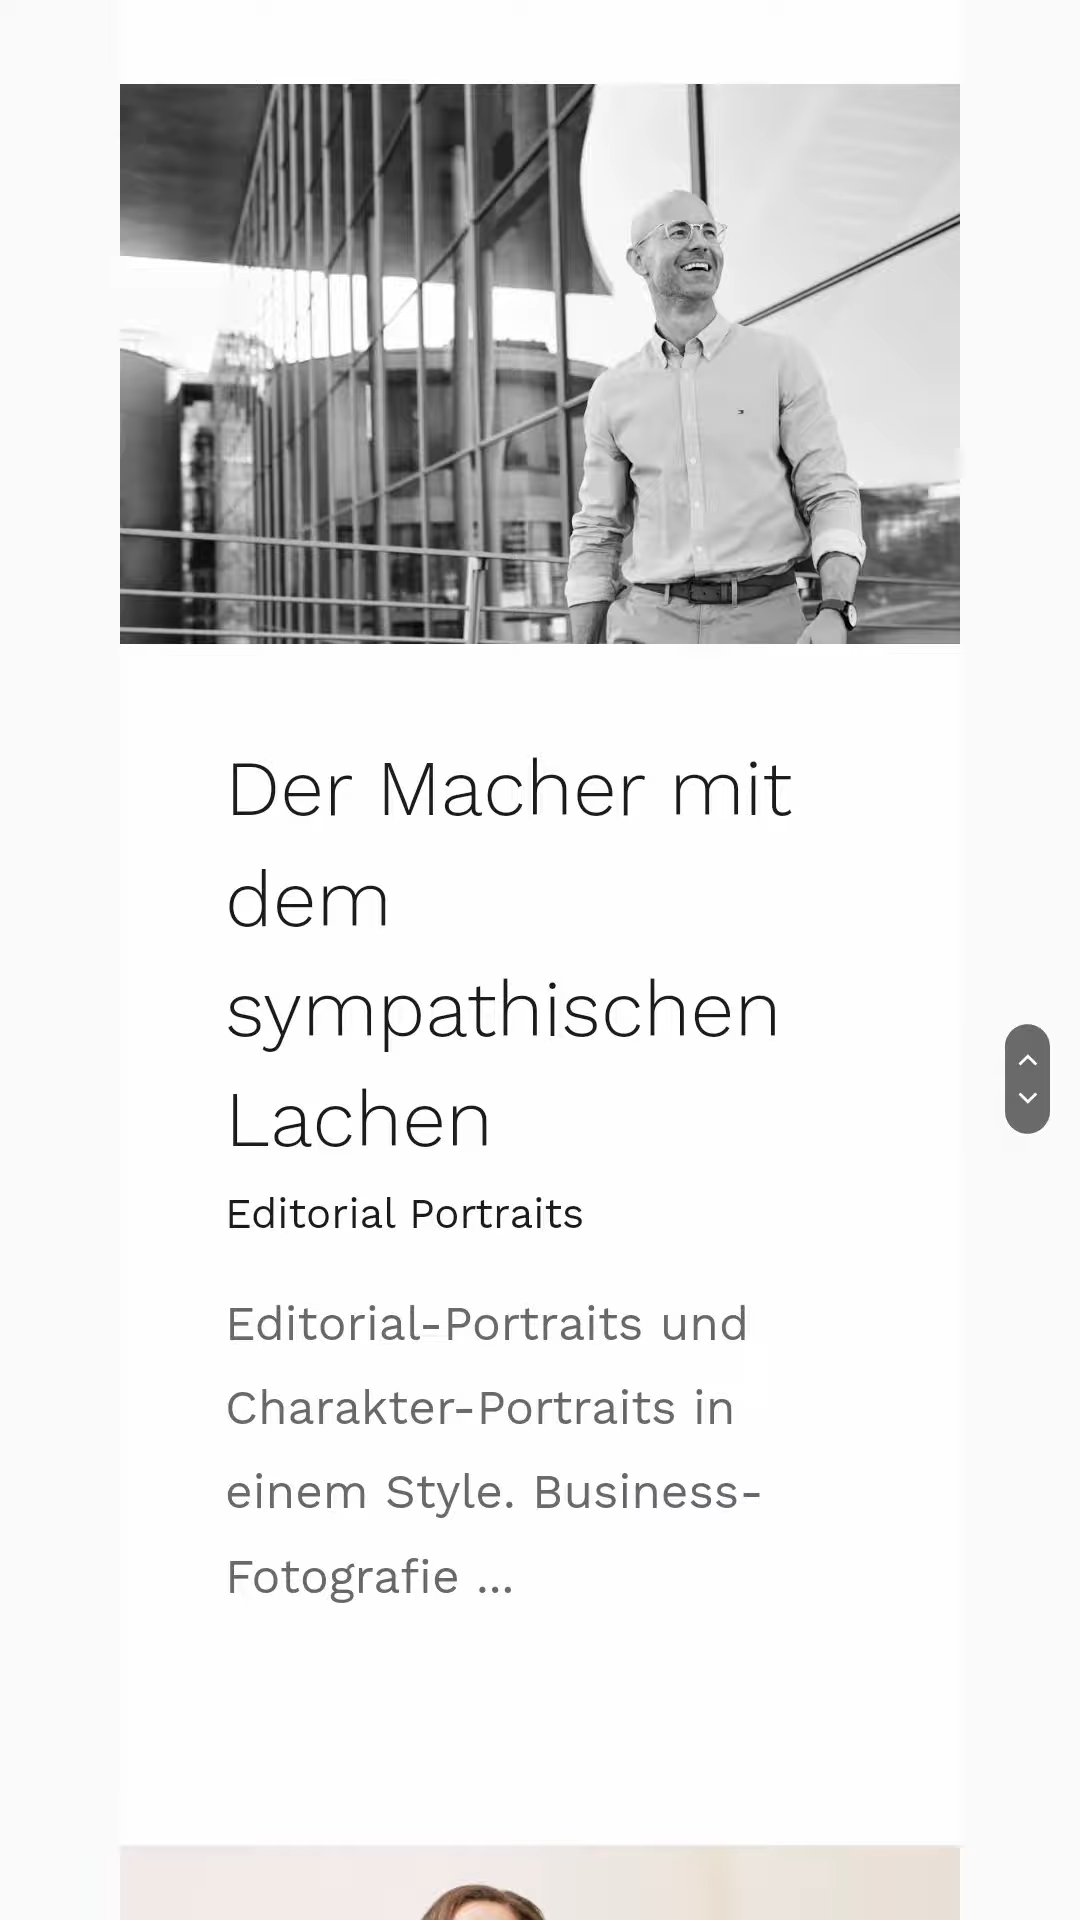 Der Macher mit
dem
sympathischen
Lachen
Editorial Portraits
Editorial-Portraits und
Charakter-Portraits in
einem Style. Business-
Fotografie ...